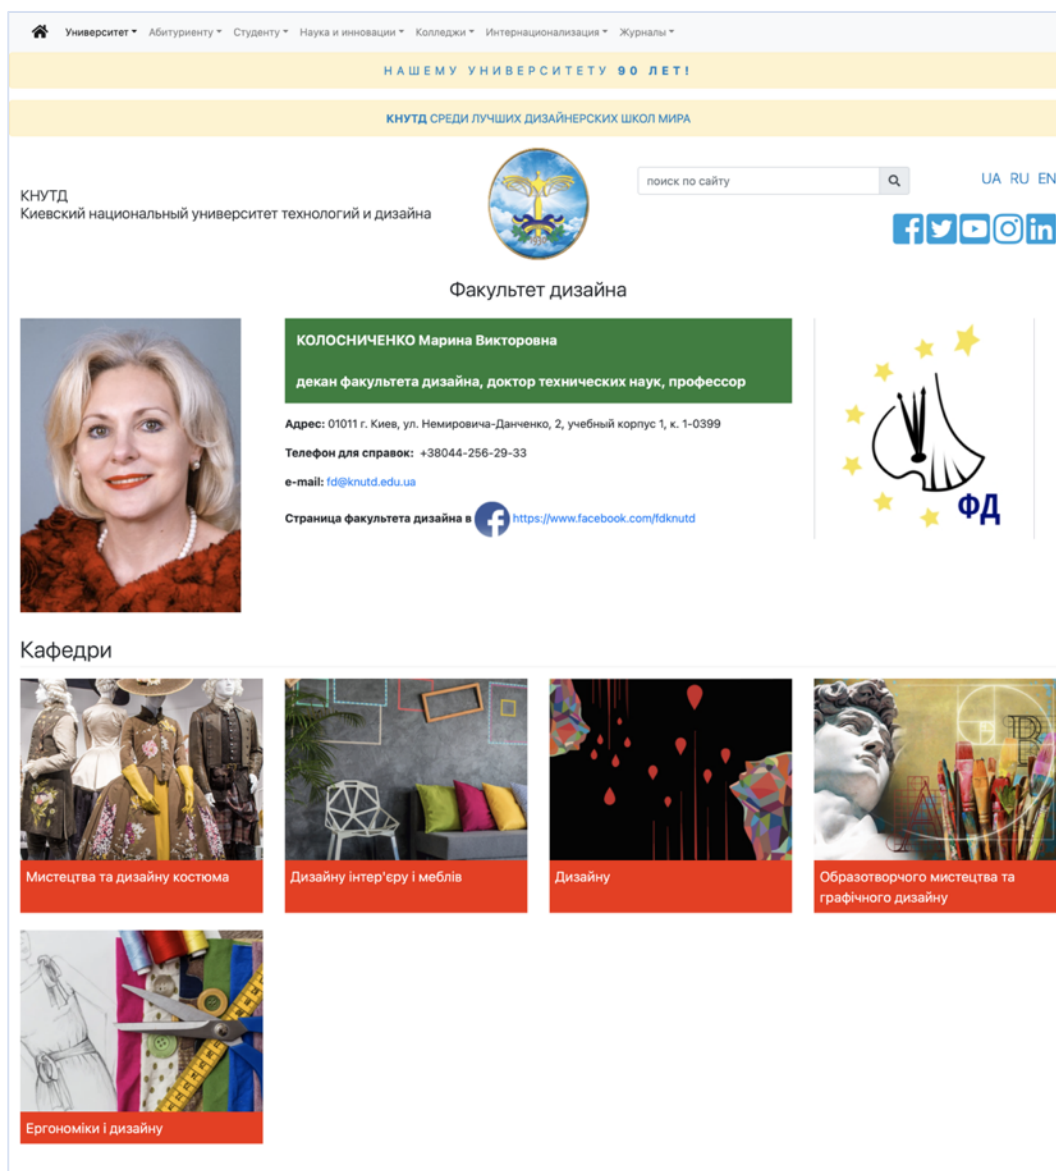 Университет Абитуриенту Студенту Наука и инновации Колледжи Интернационализация Журналы
НАШЕМУ УНИВЕРСИТЕТУ 90 ЛЕТ!
КНУТД СРЕДИ ЛУЧШИХ ДИЗАЙНЕРСКИХ ШКОЛ МИРА
КНУТД
Киевский национальный университет технологий и дизайна
1930
поиск по сайту
UA RU EN
Факультет дизайна
КОЛОСНИЧЕНКО Марина Викторовна
декан факультета дизайна, доктор технических наук, профессор
Адрес: 01011 г. Киев, ул. Немировича-Данченко, 2, учебный корпус 1, к. 1-0399
Телефон для справок: +38044-256-29-33
e-mail: fd@knutd.edu.ua
Страница факультета дизайна в https://www.facebook.com/fdknutd
ФД
Кафедри
B
A
Мистецтва та дизайну костюма
Дизайну інтер'єру і меблів
Дизайну
Образотворчого мистецтва та
графічного дизайну
Ергономіки і дизайну